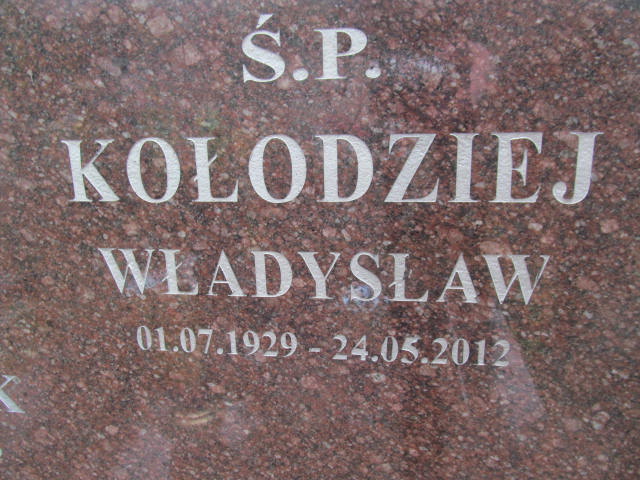 Ś.P.
KOŁODZIEJ
WŁADYSŁAW
01.07.1929 - 24.05.2012